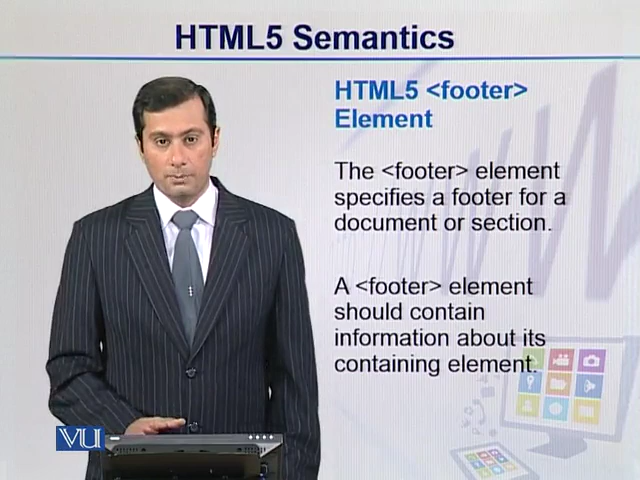 HTML5 Semantics
HTML5 <footer>
Element
The <footer> element
specifies a footer for a
document or section.
A <footer> element
should contain
information about its
containing element.
VU